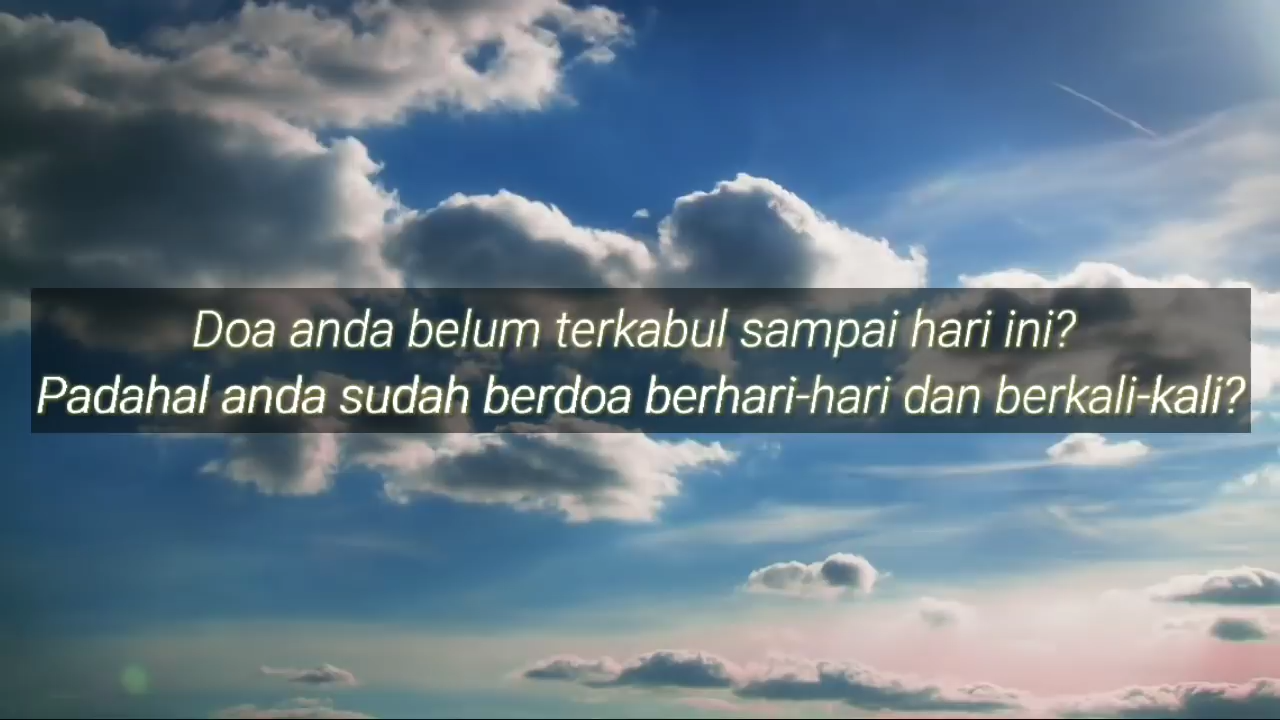 Doa anda belum terkabul sampai hari ini?
Padahal anda sudah berdoa berhari-hari dan berkali-kali?